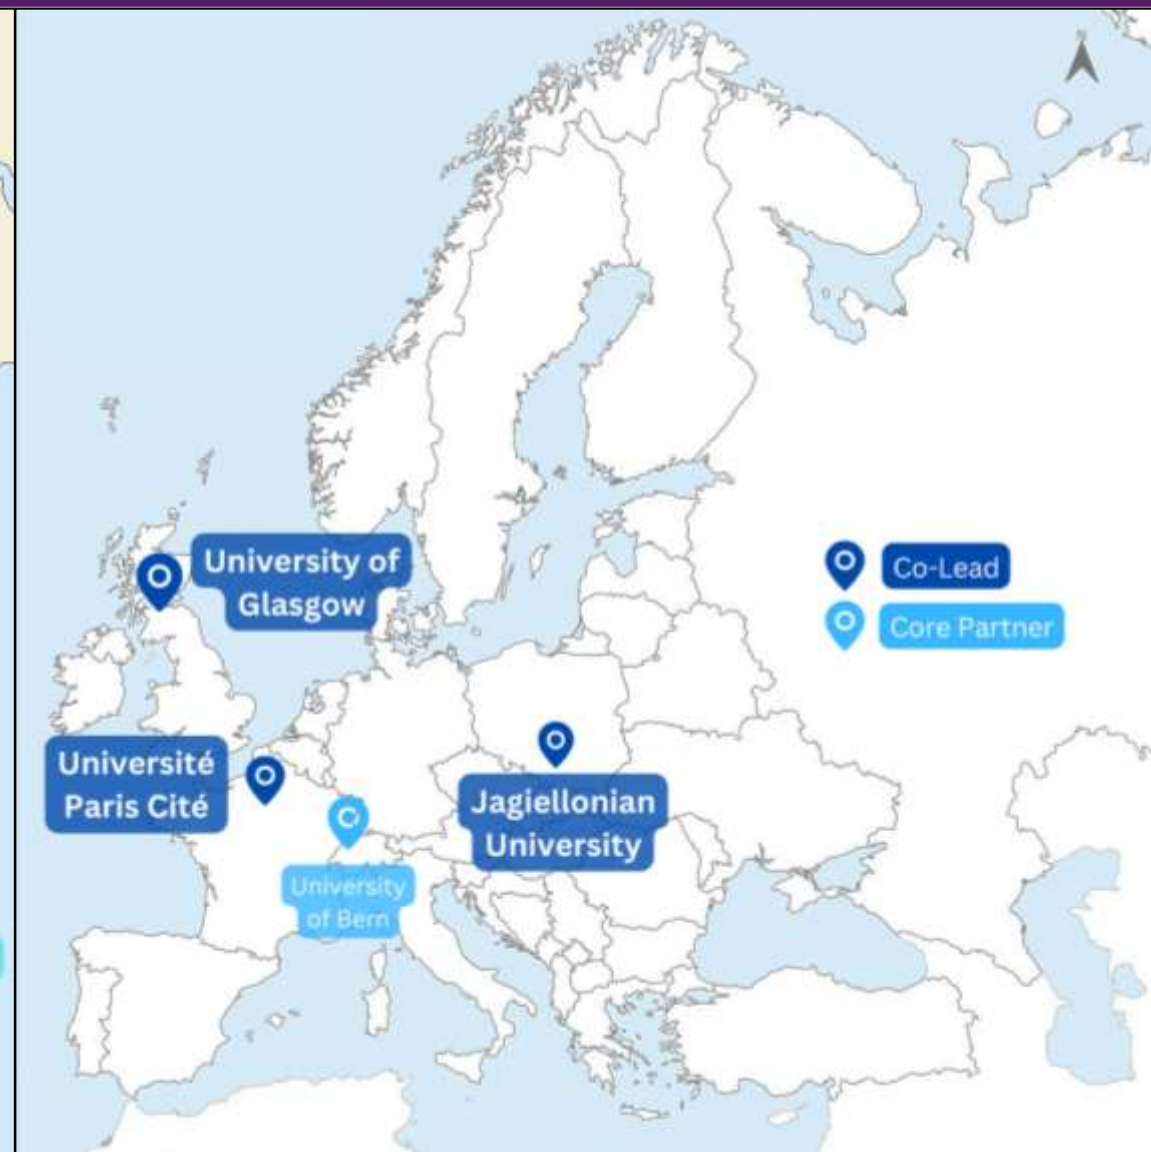 University of
Glasgow
Co-Lead
Core Partner
Université
Paris Cité
Jagiellonian
University
University
of Bern